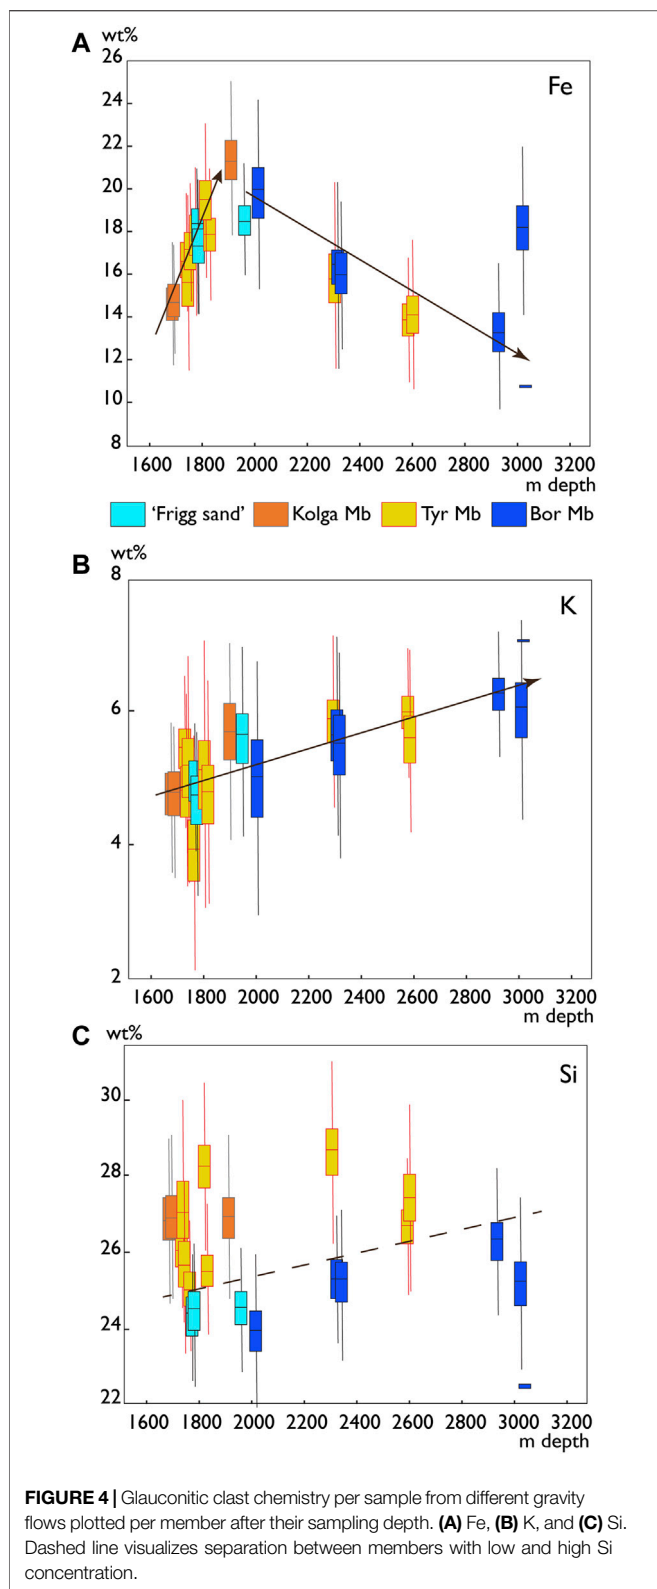 A wt%
Fe
26
24
22
20
18
16
14
12
10
8
1600 1800 2000 2200 2400 2600 2800 3000 3200
m depth
'Frigg sand' Kolga Mb Tyr Mb Bor Mb
B wt%
K
8
6
4
2
1600 1800 2000 2200 2400 2600 2800 3000 3200
m depth
C wt%
Si
30
28
26
24
22
1600 1800 2000 2200 2400 2600 2800 3000 3200
m depth
FIGURE 4 | Glauconitic clast chemistry per sample from different gravity
flows plotted per member after their sampling depth. (A) Fe, (B) K, and (C) Si.
Dashed line visualizes separation between members with low and high Si
concentration.